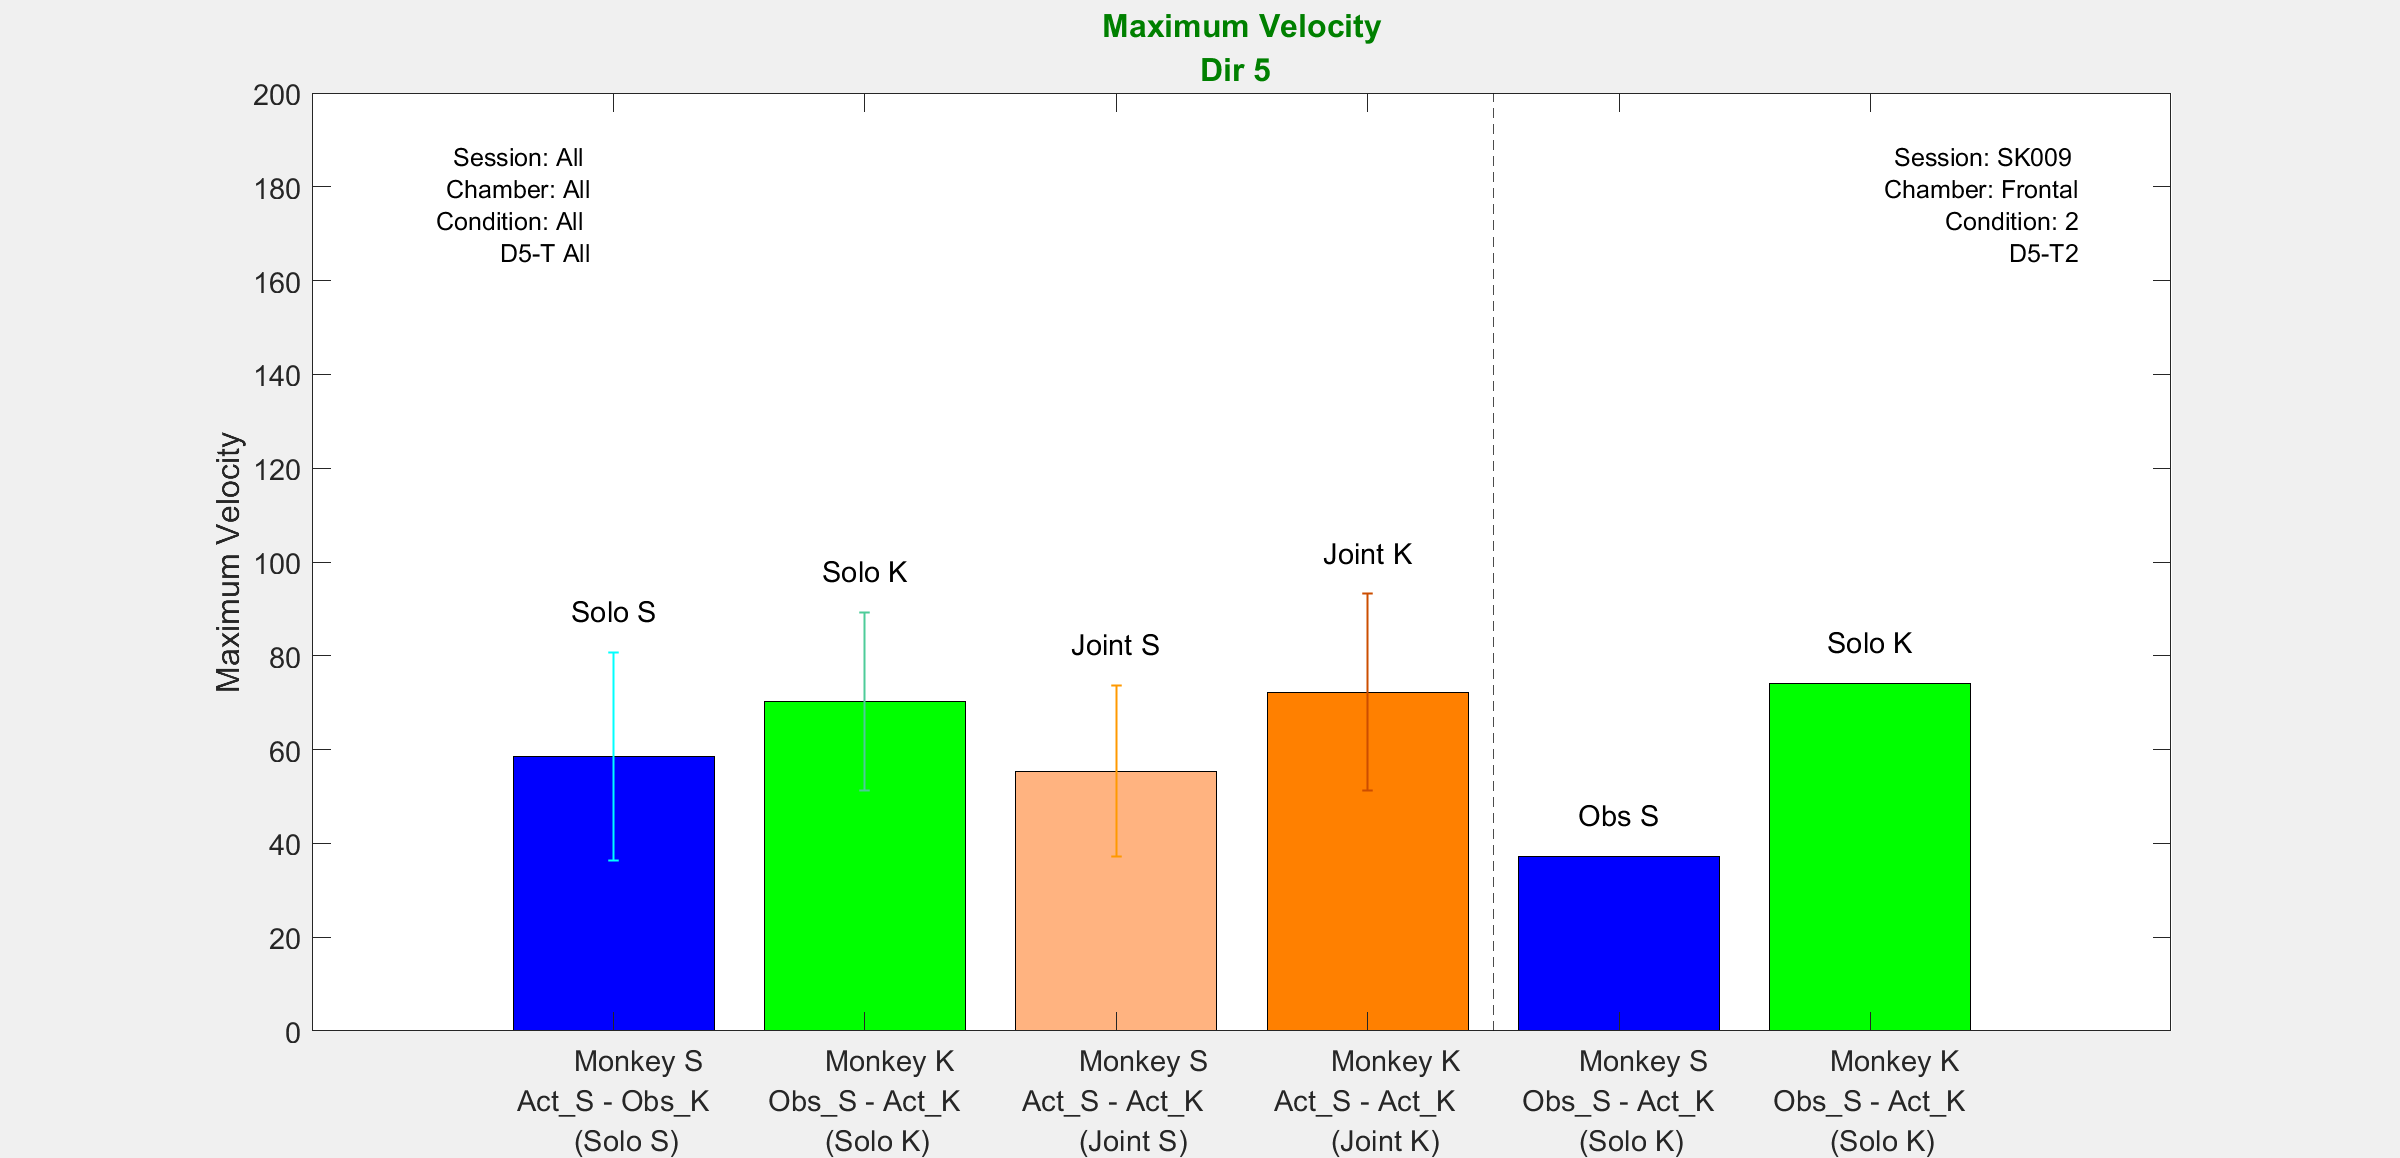 Maximum Velocity
Dir 5
Session: All
Chamber: All
Condition: All
D5-T All
Session: SK009
Chamber: Frontal
Condition: 2
D5-T2
Maximum Velocity
200
180
160
140
120
100
80
60
40
20
0
Solo S
Solo K
Joint S
Joint K
Obs S
Solo K
Monkey S
Act_S - Obs_K
(Solo S)
Monkey K
Obs_S - Act_K
(Solo K)
Monkey S
Act_S - Act_K
(Joint S)
Monkey K
Act_S - Act_K
(Joint K)
Monkey S
Obs_S - Act_K
(Solo K)
Monkey K
Obs_S - Act_K
(Solo K)